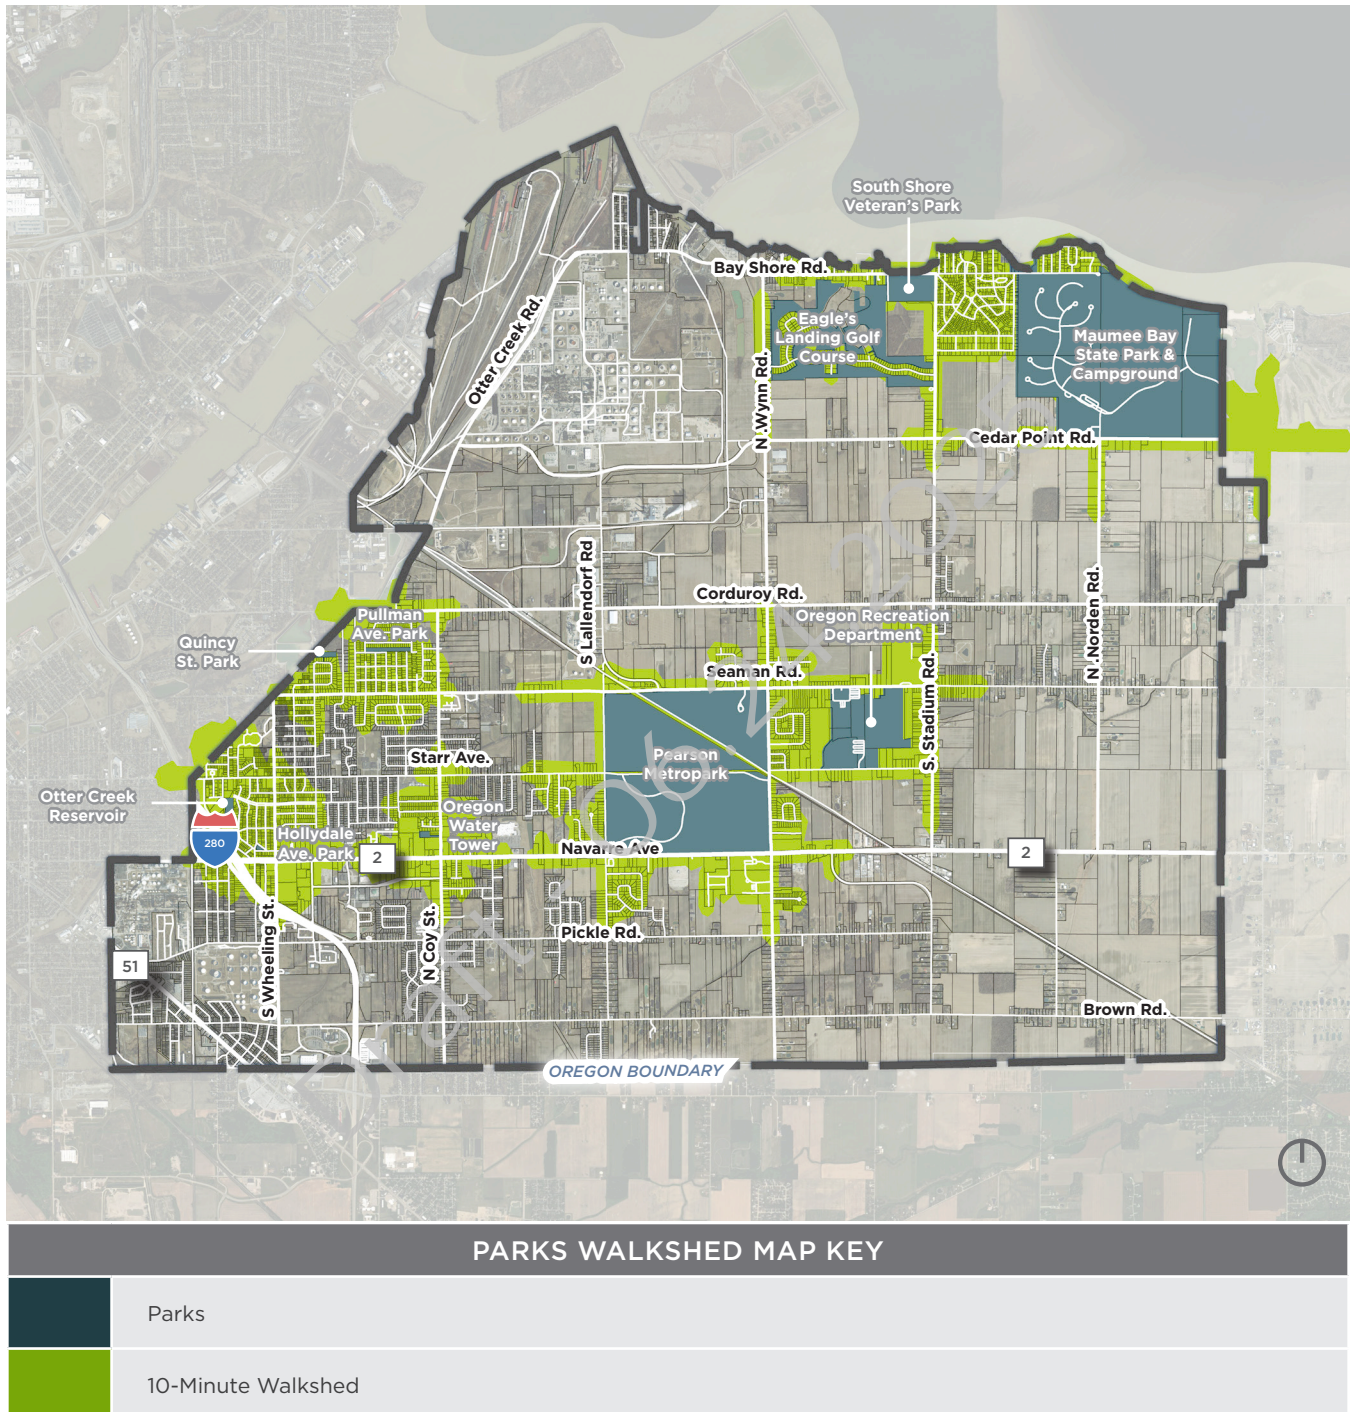 South Shore
Veteran's Park
Bay Shore Rd.
Otter Creek Rd.
Eagle's
Landing Golf
Course
Maumee Bay
State Park &
Campground
N Wynn Rd.
Cedar Point Rd.
S Lallendorf Rd
Corduroy Rd.
N Norden Rd.
Pullman
Ave. Park
Oregon Recreation
Department
Quincy
St. Park
Seaman Rd.
S. Stadium Rd.
Starr Ave.
Pearson
Metropark
Otter Creek
Reservoir
Oregon
Water
Tower
280
Hollydale
Ave. Park
2
Navarre Ave
2
Pickle Rd.
N Coy St.
S Wheeling St.
51
Brown Rd.
OREGON BOUNDARY
PARKS WALKSHED MAP KEY
Parks
10-Minute Walkshed